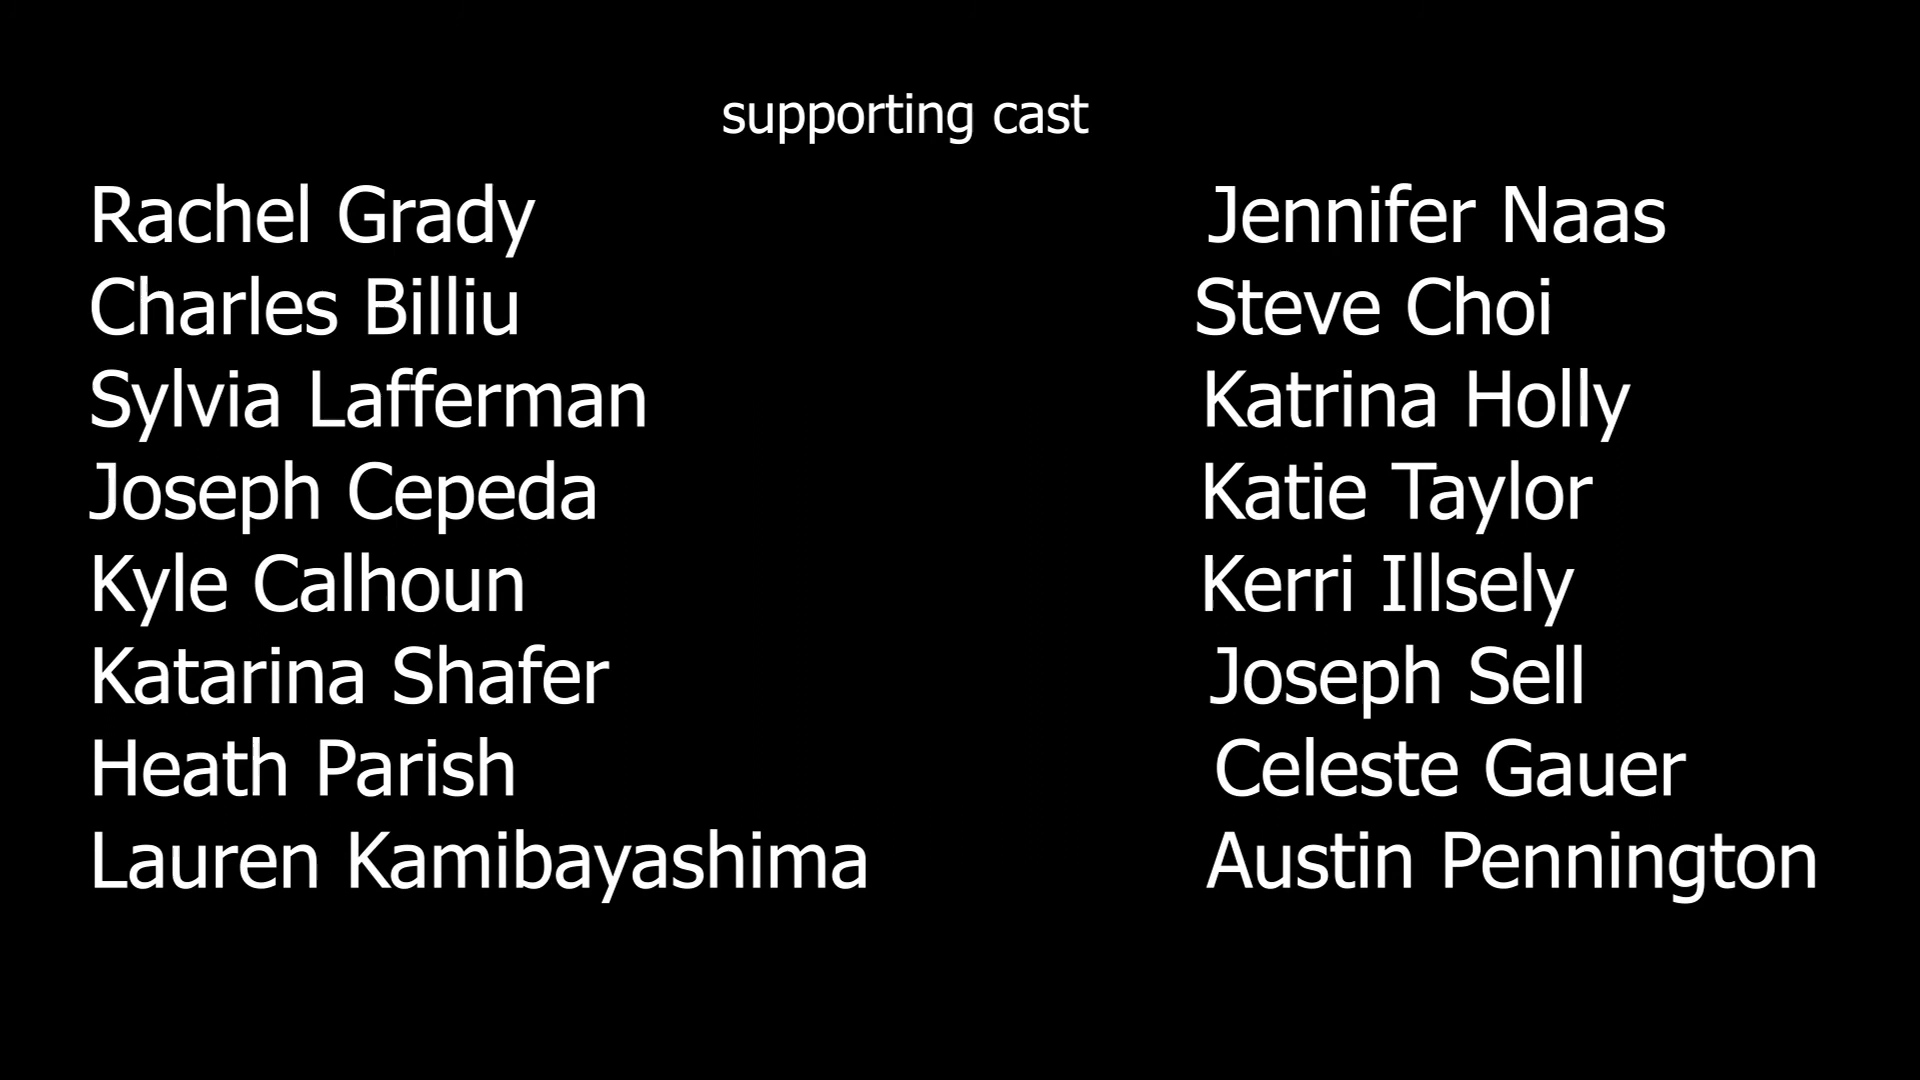 supporting cast
Rachel Grady Jennifer Naas
Charles Billiu Steve Choi
Sylvia Lafferman Katrina Holly
Joseph Cepeda Katie Taylor
Kyle Calhoun Kerri Illsely
Katarina Shafer Joseph Sell
Heath Parish Celeste Gauer
Lauren Kamibayashima Austin Pennington